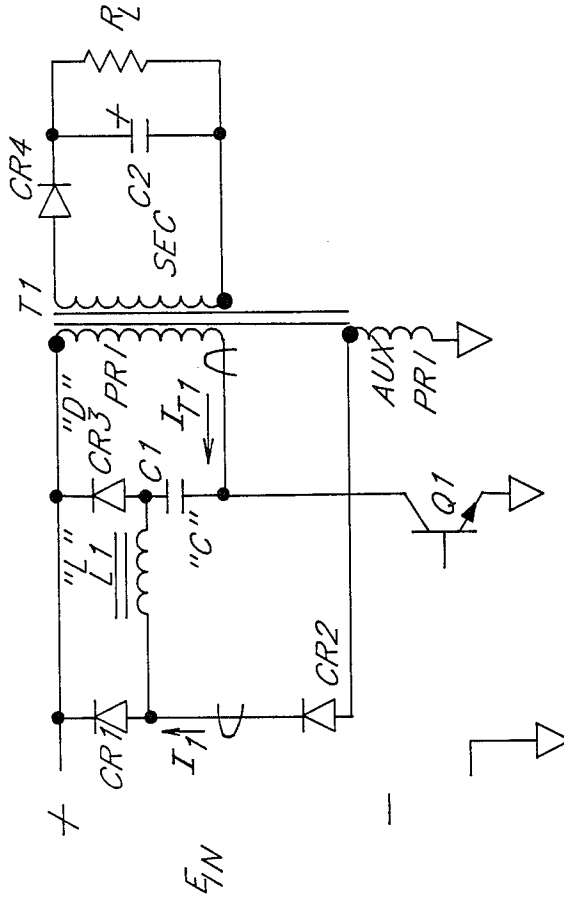 T1
CR4
RL
+
C2
SEC
"D"
CR3
PRI
"L"
L1
C1
IT1
"C"
+
CR1
I1
EIN
CR2
Q1
AUX
PRI
−